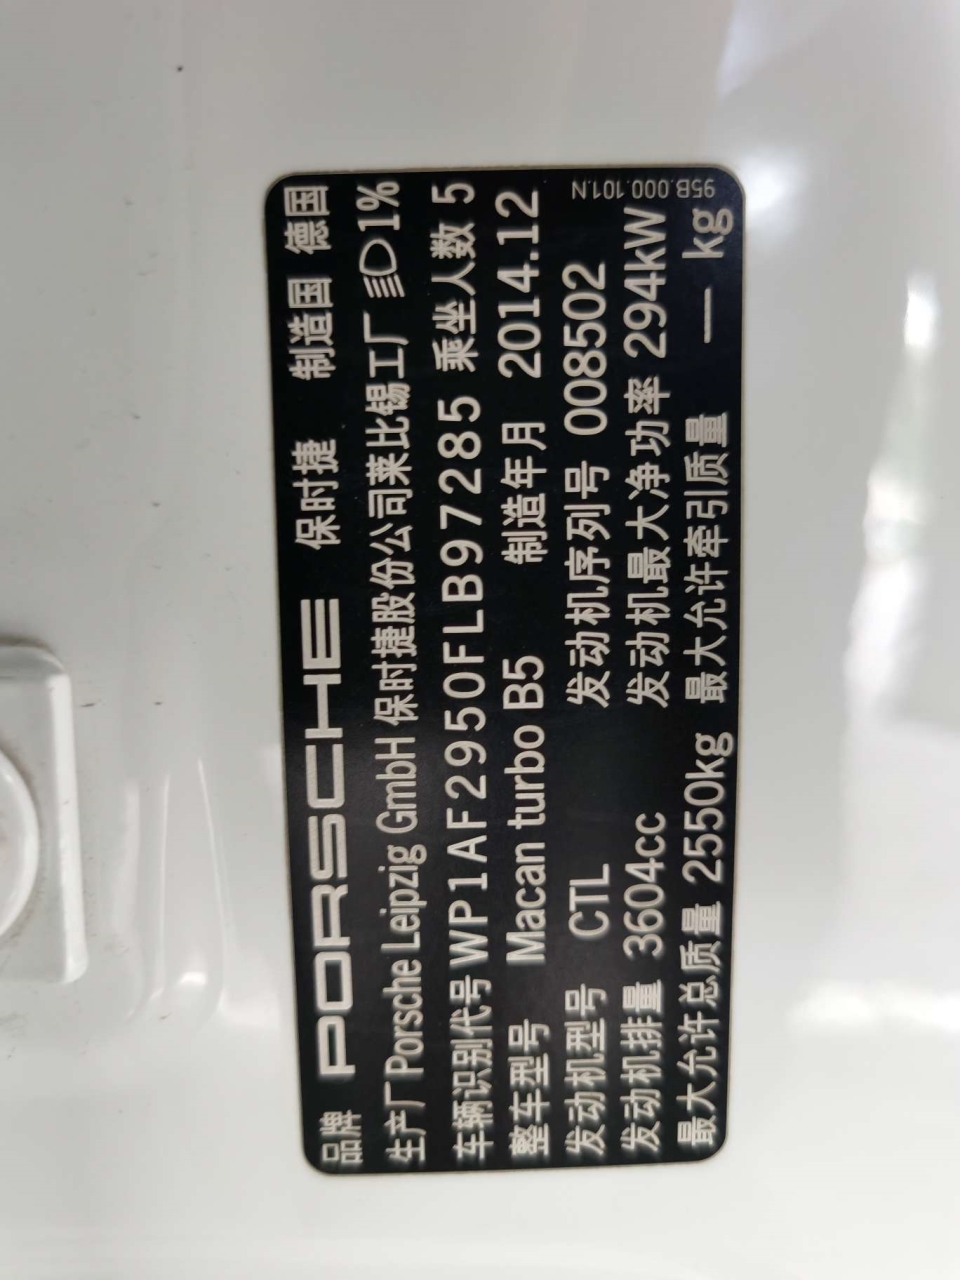 品牌 PORSCHE 保时捷 制造国 德国
生产厂 Porsche Leipzig GmbH 保时捷股份公司莱比锡工厂 1%
车辆识别代号 WP1AF2950FLB97285 乘坐人数 5
整车型号 Macan turbo B5 制造年月 2014.12
发动机型号 CTL 发动机序列号 008502
发动机排量 3604cc 发动机最大净功率 294kW
最大允许总质量 2550kg 最大允许牵引质量 — kg
95B.000.101.N